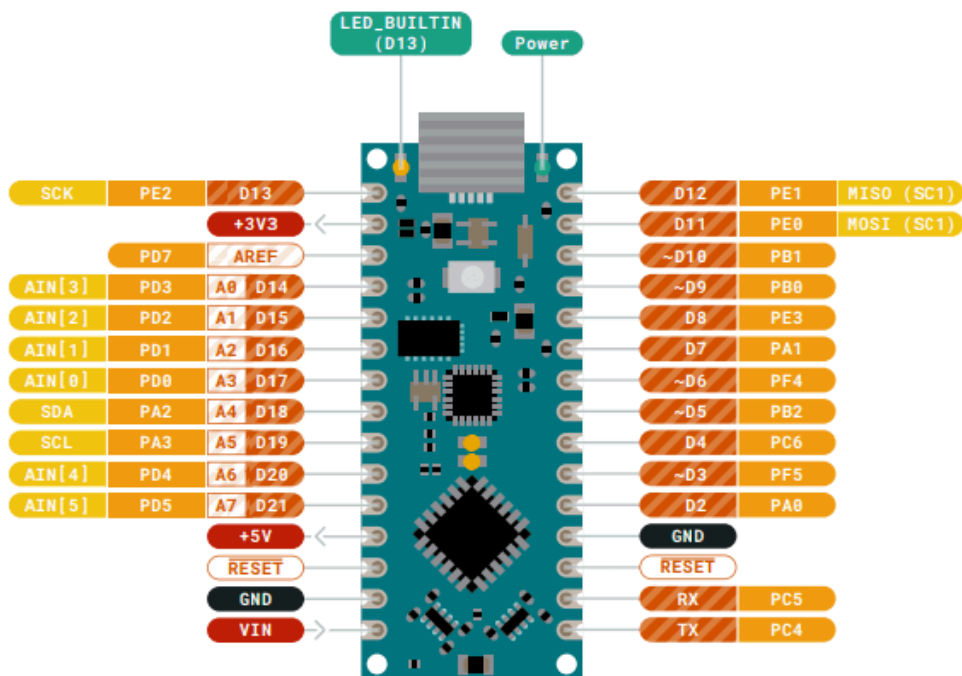 LED_BUILTIN
(D13)
Power
SCK PE2 D13
D12 PE1 MISO (SC1)
+3V3
D11 PE0 MOSI (SC1)
PD7 AREF
~D10 PB1
AIN[3] PD3 A0 D14
~D9 PB0
AIN[2] PD2 A1 D15
D8 PE3
AIN[1] PD1 A2 D16
D7 PA1
AIN[0] PD0 A3 D17
~D6 PF4
SDA PA2 A4 D18
~D5 PB2
SCL PA3 A5 D19
D4 PC6
AIN[4] PD4 A6 D20
~D3 PF5
AIN[5] PD5 A7 D21
D2 PA0
+5V
GND
RESET
RESET
GND
RX PC5
VIN
TX PC4